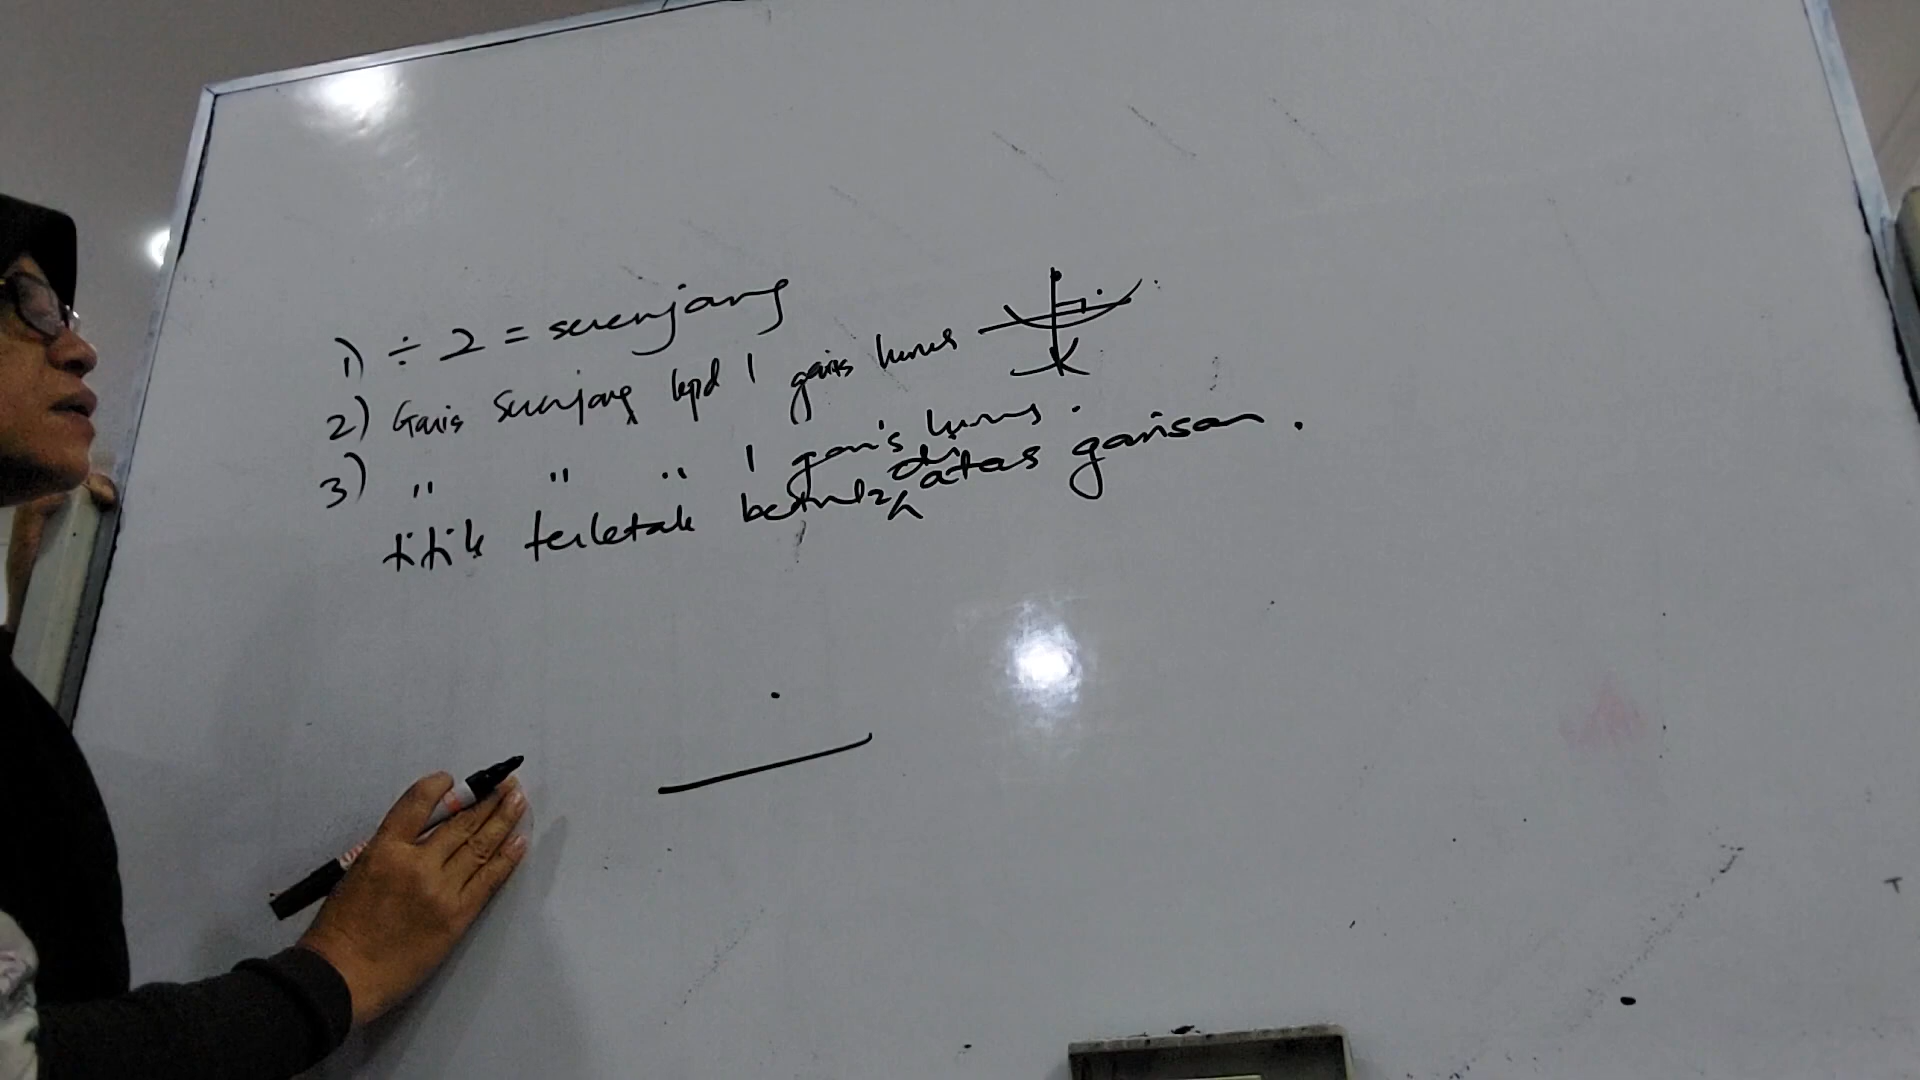 1) ÷ 2 = serenjang
2) Garis serenjang kpd 1 garis lurus
3) " " " 1 garis lurus.
titik terletak betul2 di atas garisan.